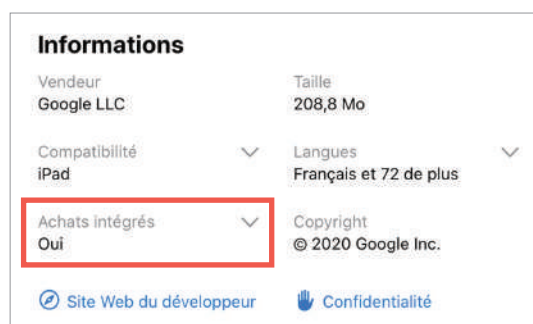 Informations
Vendeur
Google LLC
Taille
208,8 Mo
Compatibilité
iPad
Langues
Français et 72 de plus
Achats intégrés
Oui
Copyright
© 2020 Google Inc.
Site Web du développeur
Confidentialité